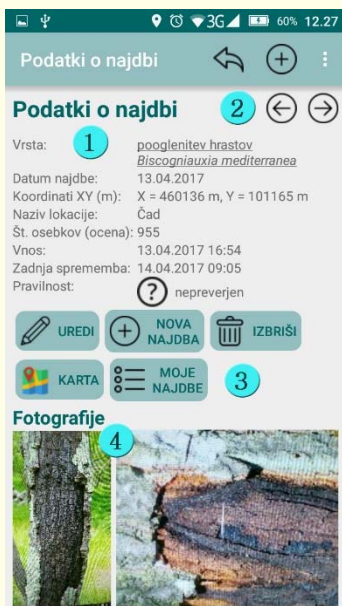 3G 60% 12.27
Podatki o najdbi
Podatki o najdbi 2
Vrsta: 1 pooglenitev hrastov
Biscogniauxia mediterranea
Datum najdbe: 13.04.2017
Koordinati XY (m): X = 460136 m, Y = 101165 m
Naziv lokacije: Čad
Št. osebkov (ocena): 955
Vnos: 13.04.2017 16:54
Zadnja sprememba: 14.04.2017 09:05
Pravilnost: ? nepreverjen
UREDI NOVA NAJDBA IZBRIŠI
KARTA MOJE NAJDBE 3
Fotografije
4